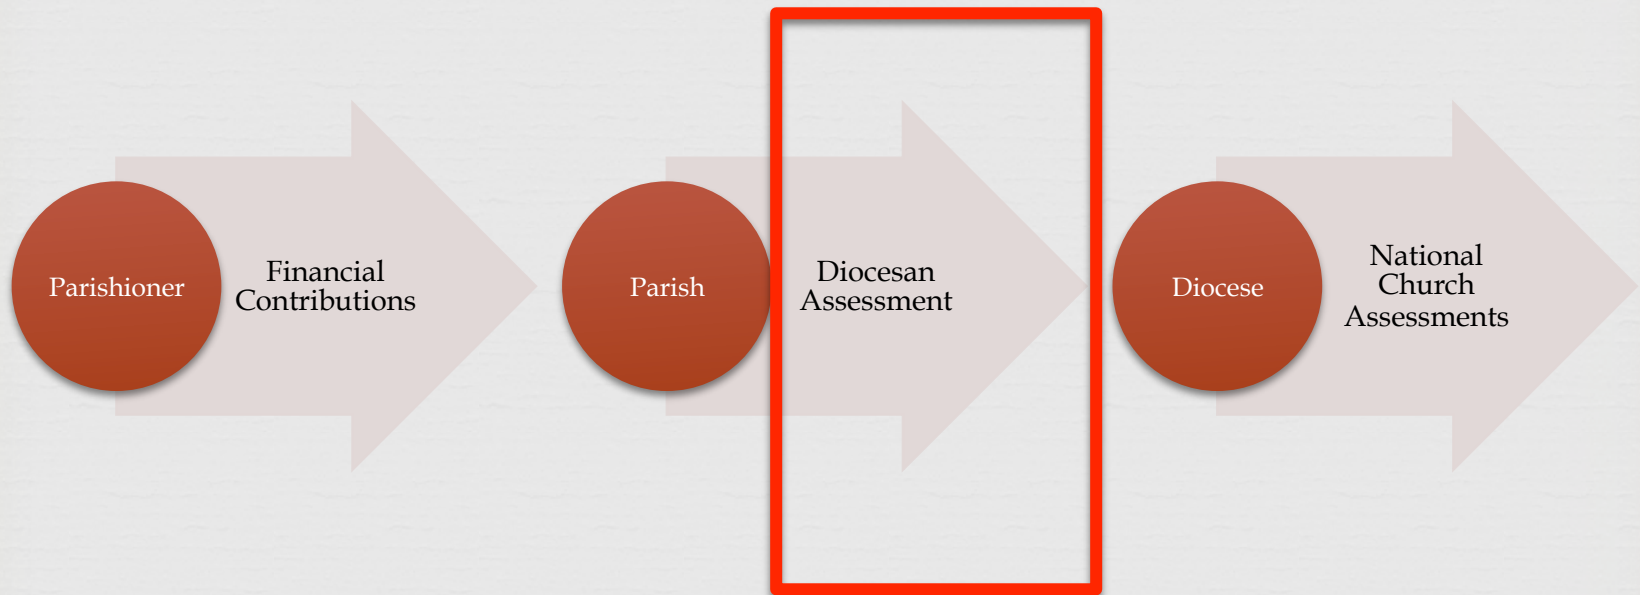 Parishioner
Financial
Contributions
Parish
Diocesan
Assessment
Diocese
National
Church
Assessments